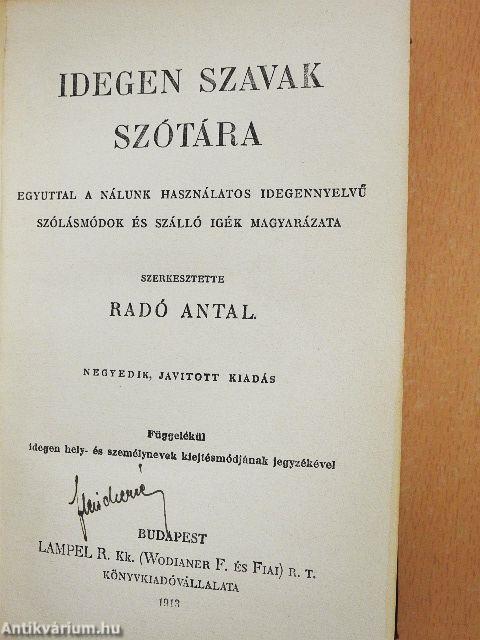 IDEGEN SZAVAK
SZÓTÁRA
EGYUTTAL A NÁLUNK HASZNÁLATOS IDEGENNYELVŰ
SZÓLÁSMÓDOK ÉS SZÁLLÓ IGÉK MAGYARÁZATA
SZERKESZTETTE
RADÓ ANTAL.
NEGYEDIK, JAVITOTT KIADÁS
Függelékül
idegen hely- és személynevek kiejtésmódjának jegyzékével
BUDAPEST
LAMPEL R. KK. (WODIANER F. ÉS FIAI) R. T.
KÖNYVKIADÓVÁLLALATA
1913
Antikvárium.hu